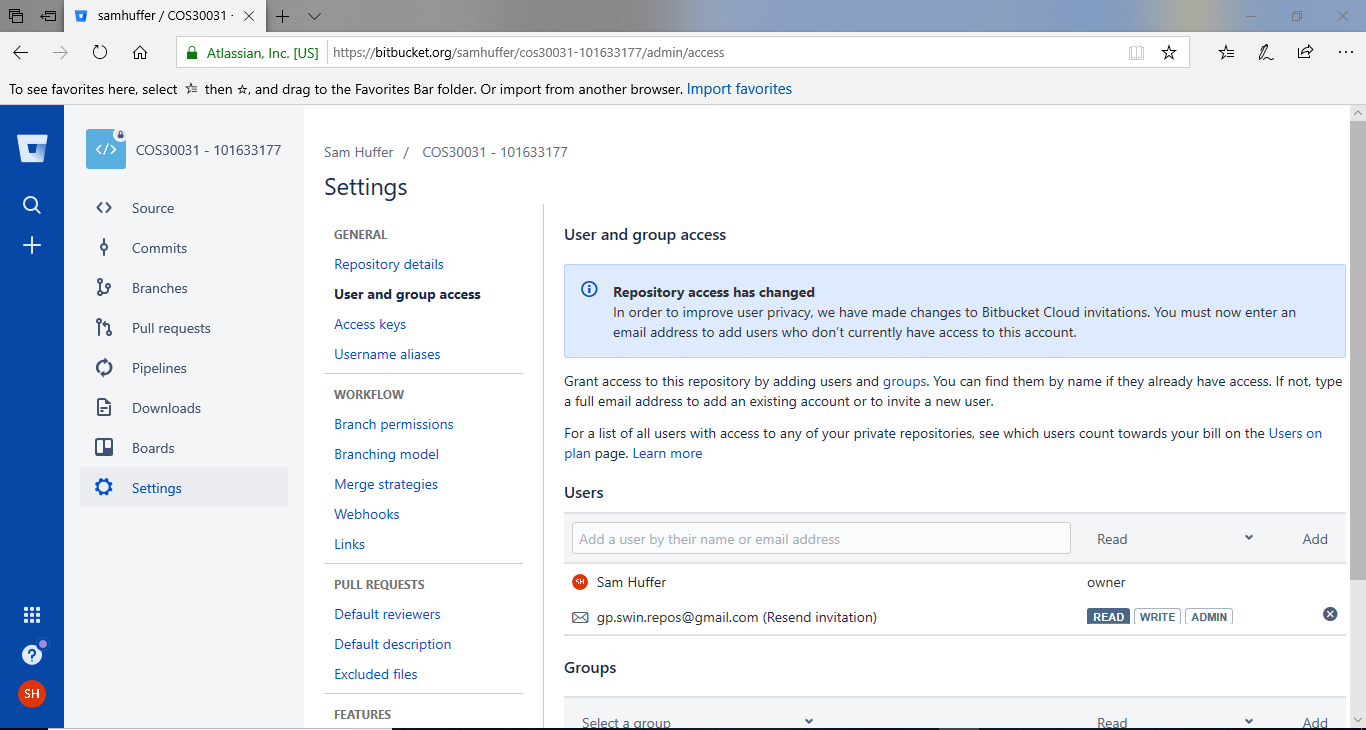 samhuffer / COS30031 -
Atlassian, Inc. [US]
https://bitbucket.org/samhuffer/cos30031-101633177/admin/access
To see favorites here, select then ☆, and drag to the Favorites Bar folder. Or import from another browser. Import favorites
</> COS30031 - 101633177
Source
Commits
Branches
Pull requests
Pipelines
Downloads
Boards
Settings
SH
Sam Huffer / COS30031 - 101633177
Settings
GENERAL
Repository details
User and group access
Access keys
Username aliases
WORKFLOW
Branch permissions
Branching model
Merge strategies
Webhooks
Links
PULL REQUESTS
Default reviewers
Default description
Excluded files
FEATURES
User and group access
Repository access has changed
In order to improve user privacy, we have made changes to Bitbucket Cloud invitations. You must now enter an
email address to add users who don't currently have access to this account.
Grant access to this repository by adding users and groups. You can find them by name if they already have access. If not, type
a full email address to add an existing account or to invite a new user.
For a list of all users with access to any of your private repositories, see which users count towards your bill on the Users on
plan page. Learn more
Users
Add a user by their name or email address Read Add
SH Sam Huffer owner
gp.swin.repos@gmail.com (Resend invitation) READ WRITE ADMIN
Groups
Select a group Read Add